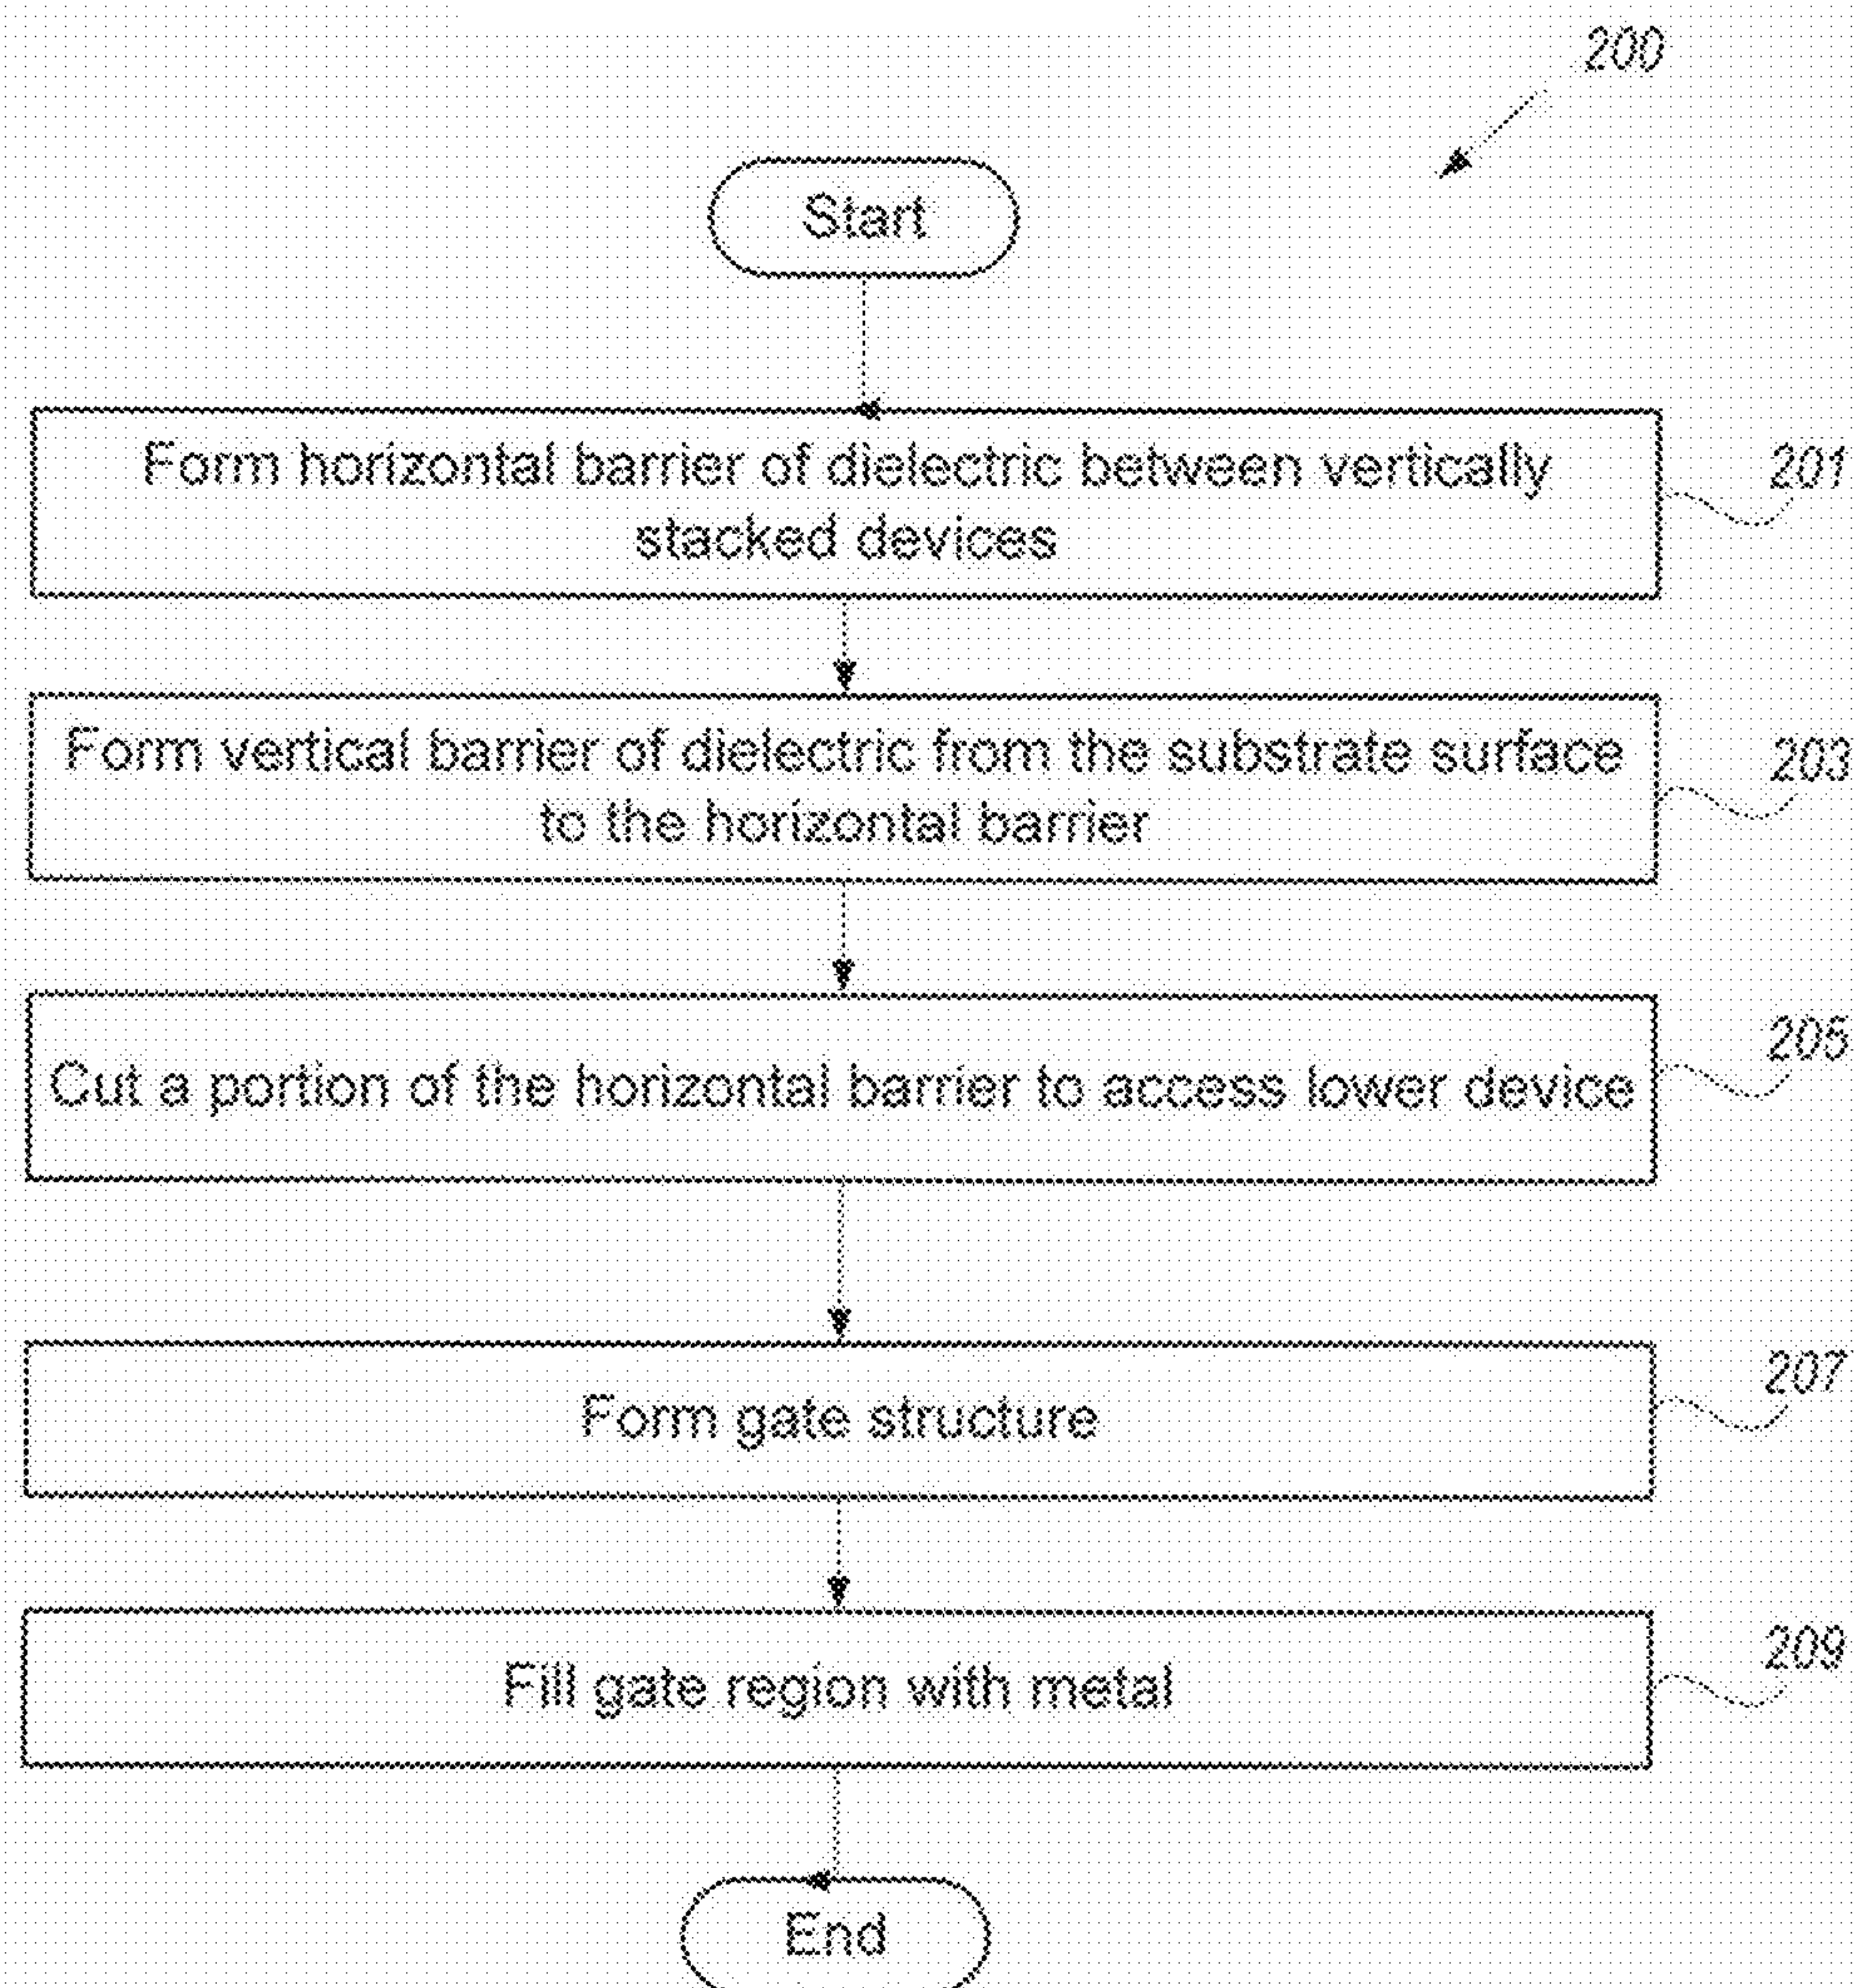 200
Start
Form horizontal barrier of dielectric between vertically
stacked devices
201
Form vertical barrier of dielectric from the substrate surface
to the horizontal barrier
203
Cut a portion of the horizontal barrier to access lower device
205
Form gate structure
207
Fill gate region with metal
209
End